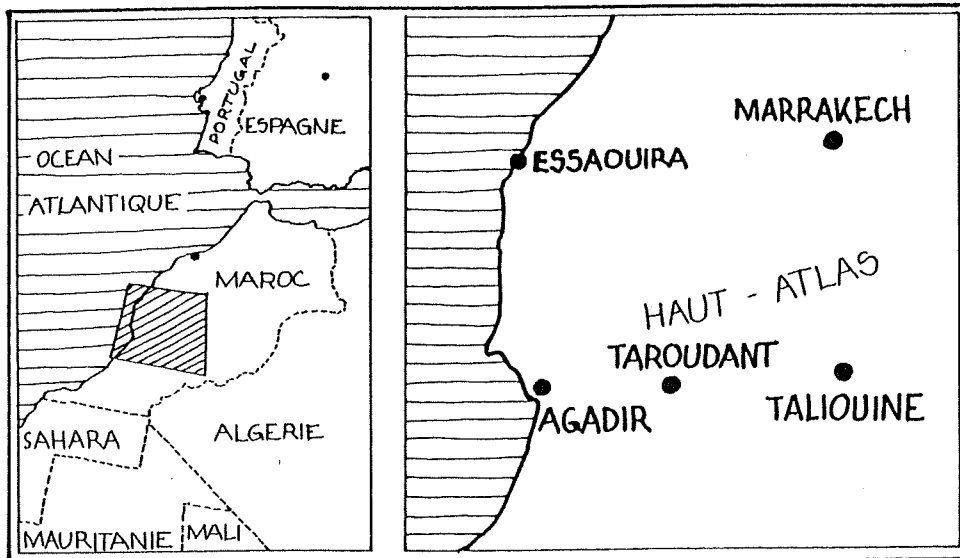 PORTUGAL
ESPAGNE
OCEAN
ATLANTIQUE
MAROC
ALGERIE
SAHARA
MAURITANIE
MALI
MARRAKECH
ESSAOUIRA
HAUT - ATLAS
TAROUDANT
AGADIR
TALIOUINE